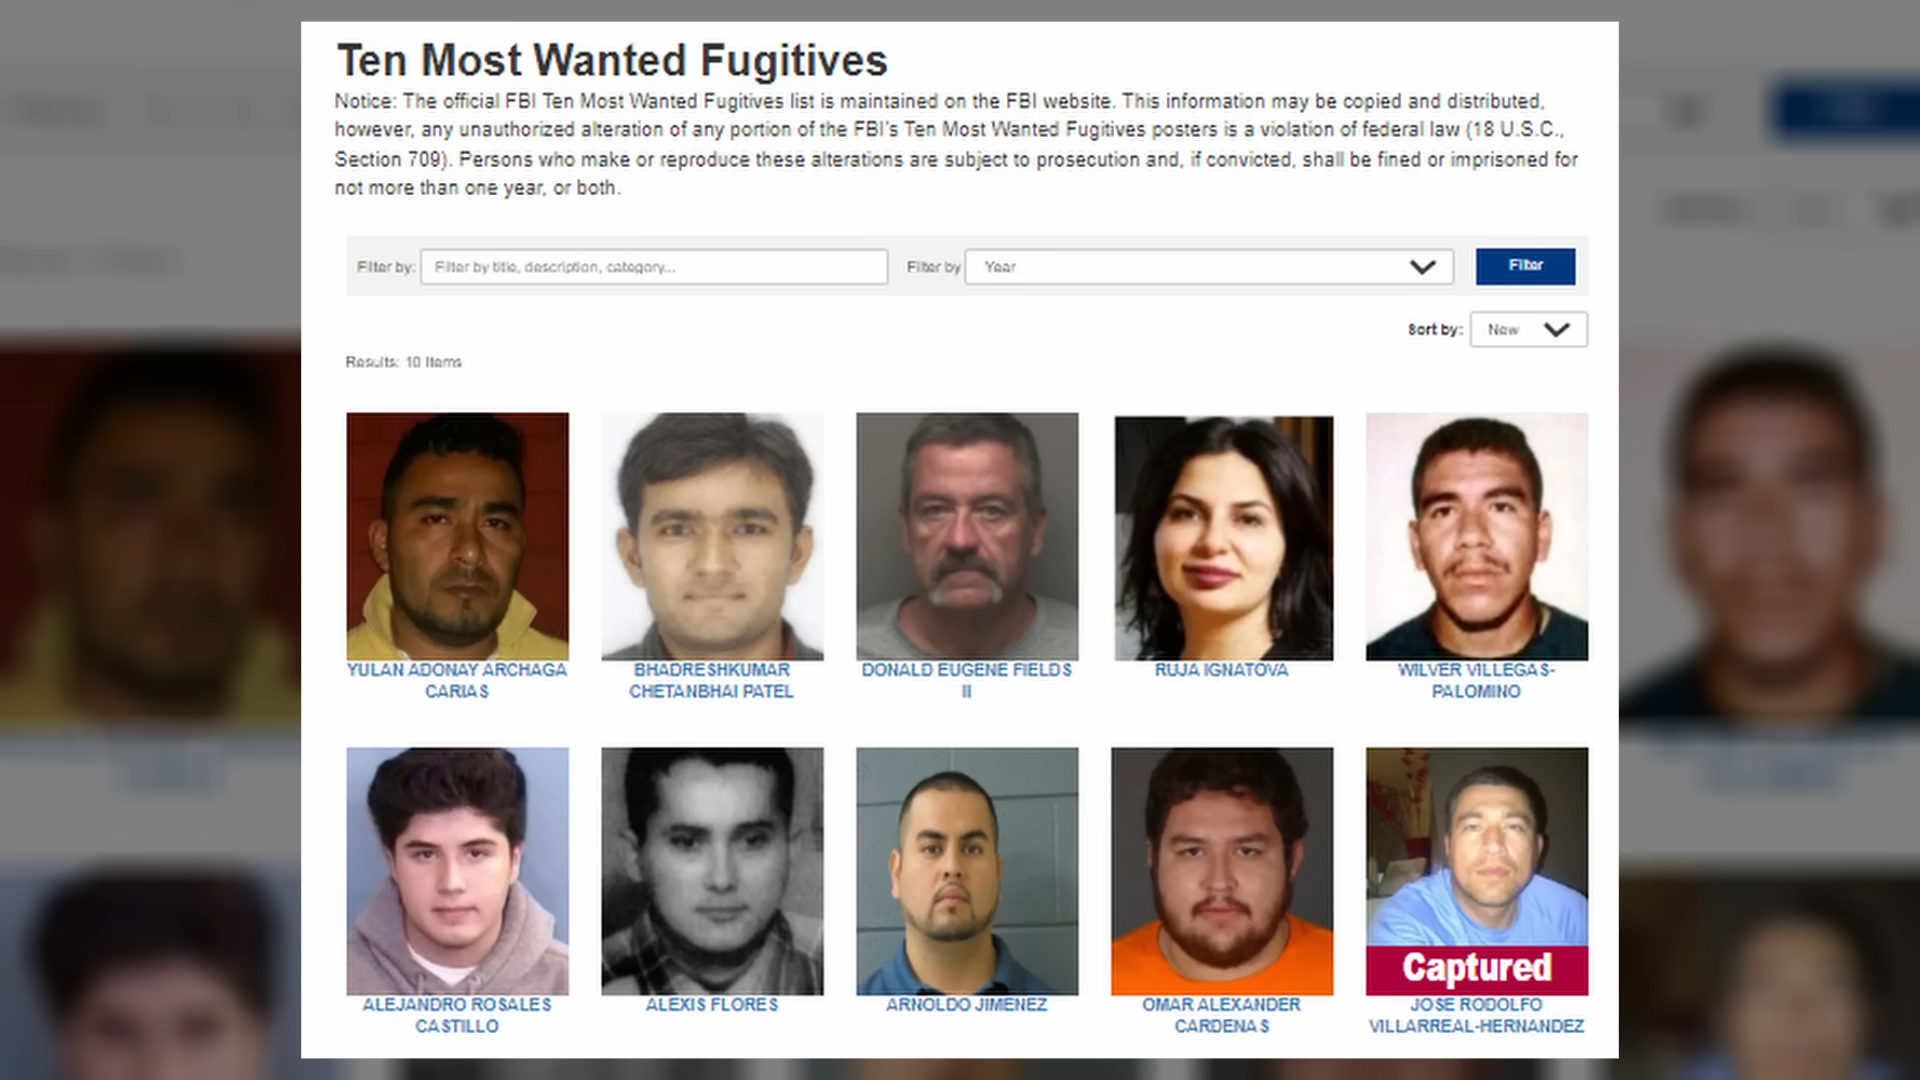 Ten Most Wanted Fugitives
Notice: The official FBI Ten Most Wanted Fugitives list is maintained on the FBI website. This information may be copied and distributed,
however, any unauthorized alteration of any portion of the FBI's Ten Most Wanted Fugitives posters is a violation of federal law (18 U.S.C.,
Section 709). Persons who make or reproduce these alterations are subject to prosecution and, if convicted, shall be fined or imprisoned for
not more than one year, or both.
Filter by: Filter by title, description, category... Filter by Year Filter
Sort by: New
Results: 10 Items
YULAN ADONAY ARCHAGA BHADRESHKUMAR DONALD EUGENE FIELDS RUJA IGNATOVA WILVER VILLEGAS-
CARIAS CHETANBHAI PATEL II PALOMINO
Captured
ALEJANDRO ROSALES ALEXIS FLORES ARNOLDO JIMENEZ OMAR ALEXANDER JOSE RODOLFO
CASTILLO CARDENAS VILLARREAL-HERNANDEZ